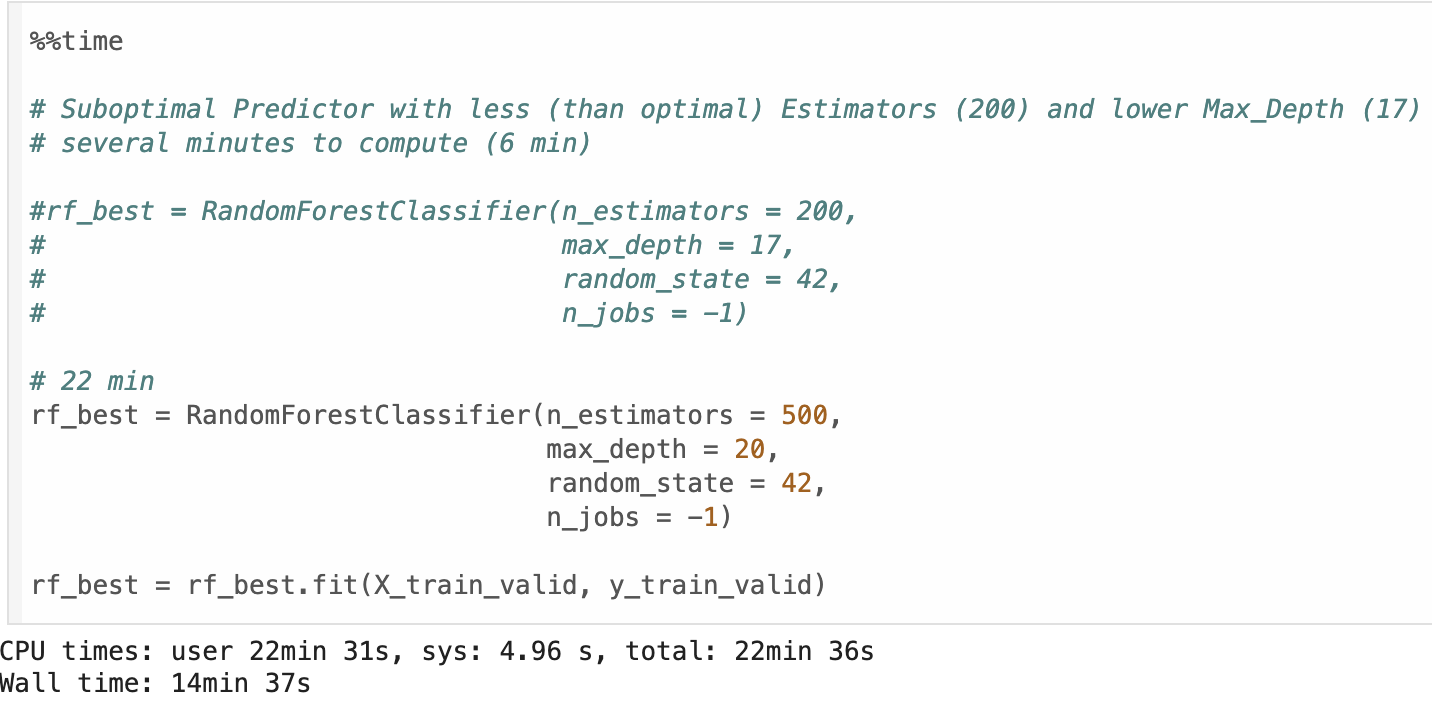 %%time
# Suboptimal Predictor with less (than optimal) Estimators (200) and lower Max_Depth (17)
# several minutes to compute (6 min)
#rf_best = RandomForestClassifier(n_estimators = 200,
#                                  max_depth = 17,
#                                  random_state = 42,
#                                  n_jobs = -1)
# 22 min
rf_best = RandomForestClassifier(n_estimators = 500,
                                 max_depth = 20,
                                 random_state = 42,
                                 n_jobs = -1)
rf_best = rf_best.fit(X_train_valid, y_train_valid)
CPU times: user 22min 31s, sys: 4.96 s, total: 22min 36s
Wall time: 14min 37s